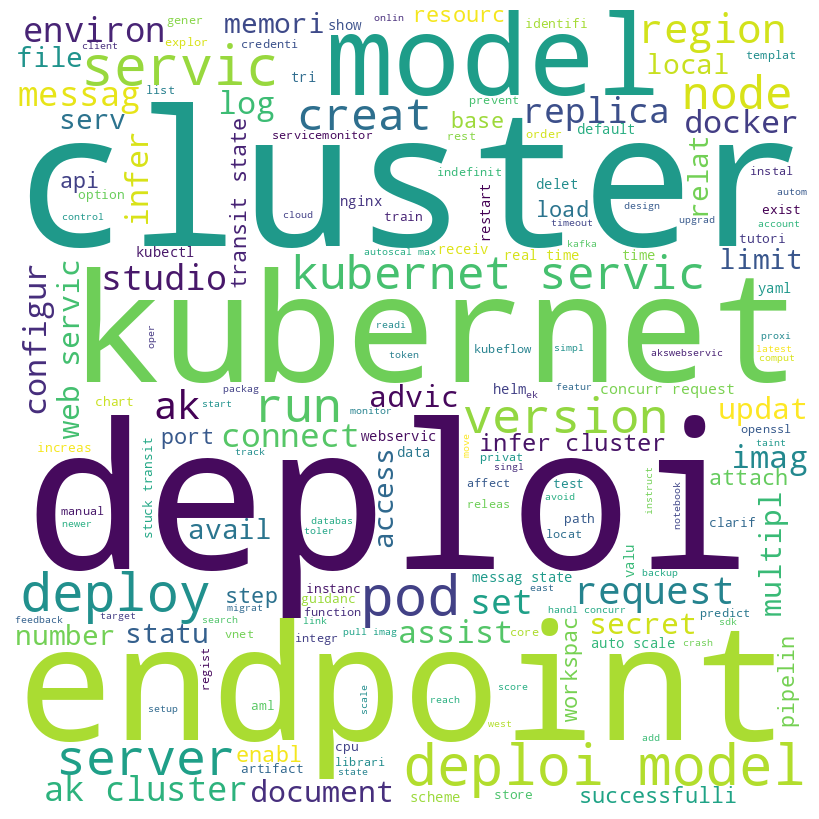 gener
onlin
show
resourc
identifi
environ
memori
model
region
client
explor
credenti
file
servic
tri
local
templat
messag
list
log
creat
prevent
replica
node
serv
base
default
docker
servicemonitor
rest
order
cluster
infer
transit state
relat
api
indefinit
delet
instal
autom
option
nginx
train
restart
load
design
exist
upgrad
control
cloud
timeout
account
kubectl
autoscal max
receiv
real time
kafka
time
tutori
configur
web servic
studio
kubernet servic
limit
yaml
kubernet
oper
readi
token
kubeflow
simpl
akswebservic
proxi
latest
comput
packag
helm
ek
featur
concurr request
chart
ak
start
run
monitor
advic
version
updat
port
connect
webservic
infer cluster
openssl
taint
increas
track
data
move
privat
singl
imag
deploi
stuck transit
access
affect
test
avoid
instruct
notebook
attach
manual
newer
avail
databas
toler
releas
path
locat
clarif
multipl
valu
backup
deploy
step
instanc
guidanc
function
migrat
pod
messag state
east
set
request
predict
feedback
target
search
link
handl concurr
secret
sdk
number
statu
vnet
integr
pull imag
assist
core
auto scale
crash
regist
workspac
pipelin
endpoint
setup
aml
scale
reach
score
west
add
server
enabl
cpu
librari
state
deploi model
artifact
ak cluster
document
scheme
store
successfulli